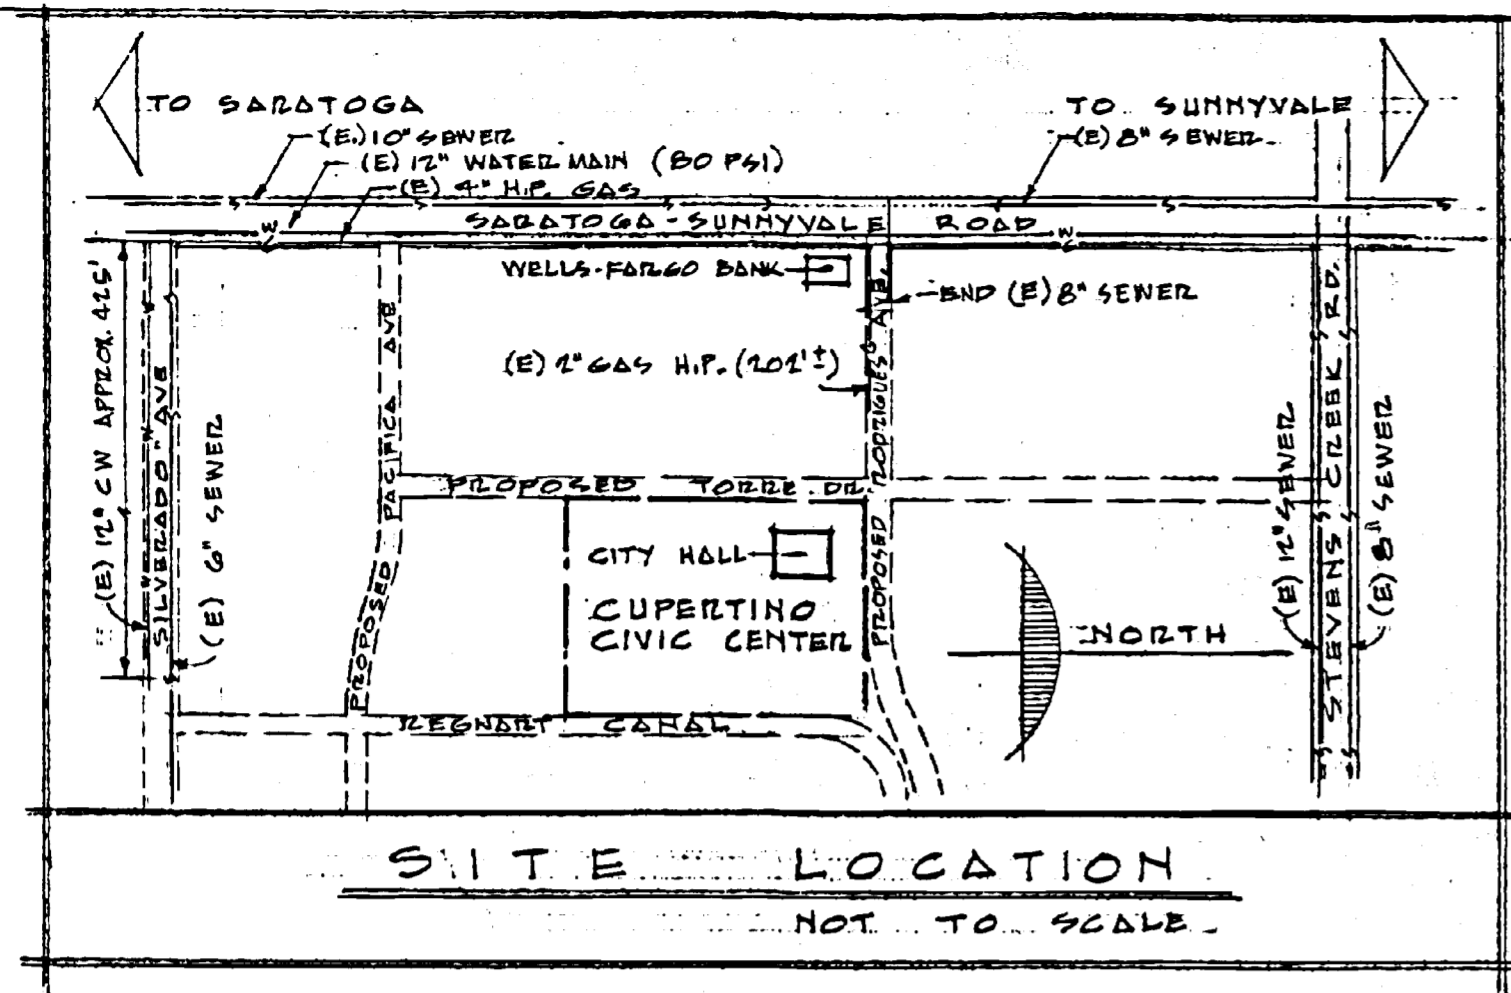 TO SARATOGA
TO SUNNYVALE
(E.) 10" SEWER
(E) 8" SEWER
(E) 12" WATER MAIN (80 PSI)
(E) 4" H.P. GAS
SARATOGA-SUNNYVALE ROAD
W
W
WELLS-FARGO BANK
END (E) 8" SEWER
(E) 2" GAS H.P. (202'±)
(E) 12" CW APPROX. 425'
SILVERADO AVE
(E) 6" SEWER
PROPOSED PACIFICA AVE
PROPOSED TORRE DR.
PROPOSED RODRIGUES AVE.
CITY HALL
CUPERTINO
CIVIC CENTER
NORTH
(E) 12" SEWER
STEVENS CREEK RD.
(E) 8" SEWER
REGNART CANAL
SITE LOCATION
NOT TO SCALE